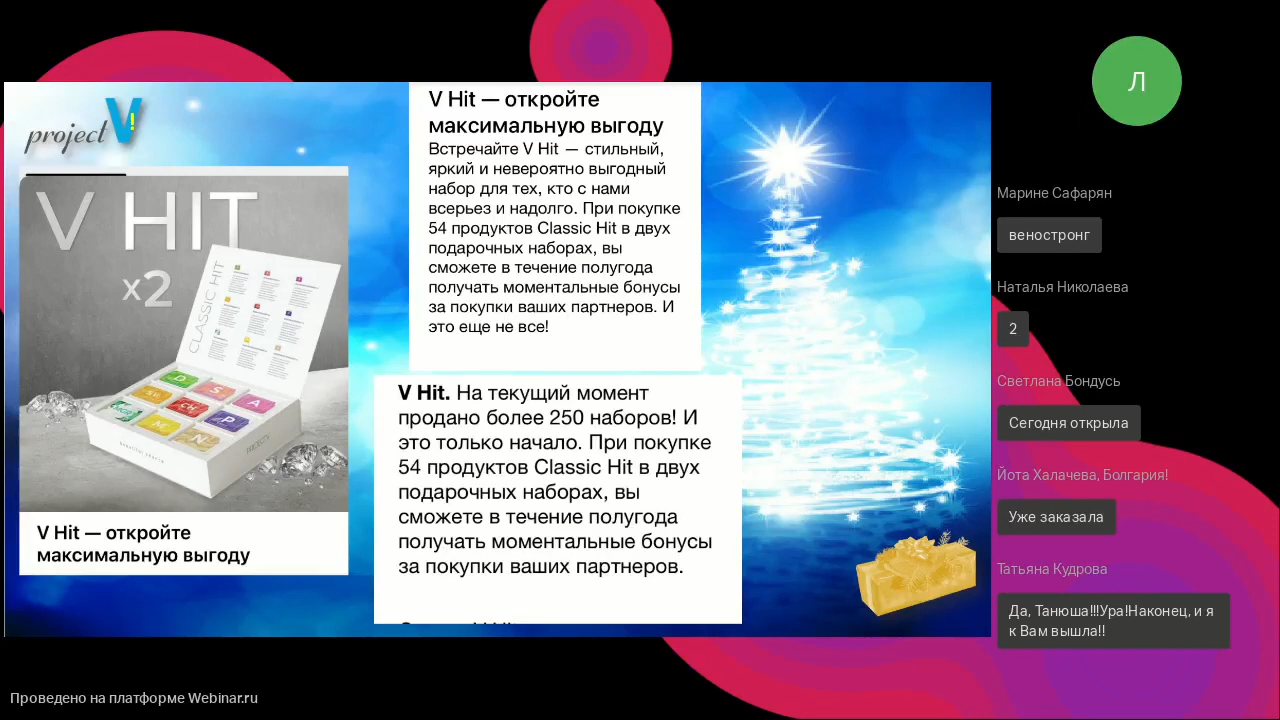 project V!
V HIT
x2
CLASSIC HIT
V Hit — откройте
максимальную выгоду
V Hit — откройте
максимальную выгоду
Встречайте V Hit — стильный,
яркий и невероятно выгодный
набор для тех, кто с нами
всерьез и надолго. При покупке
54 продуктов Classic Hit в двух
подарочных наборах, вы
сможете в течение полугода
получать моментальные бонусы
за покупки ваших партнеров. И
это еще не все!
V Hit. На текущий момент
продано более 250 наборов! И
это только начало. При покупке
54 продуктов Classic Hit в двух
подарочных наборах, вы
сможете в течение полугода
получать моментальные бонусы
за покупки ваших партнеров.
Л
Марине Сафарян
веностронг
Наталья Николаева
2
Светлана Бондусь
Сегодня открыла
Йота Халачева, Болгария!
Уже заказала
Татьяна Кудрова
Да, Танюша!!!Ура!Наконец, и я
к Вам вышла!!
Проведено на платформе Webinar.ru